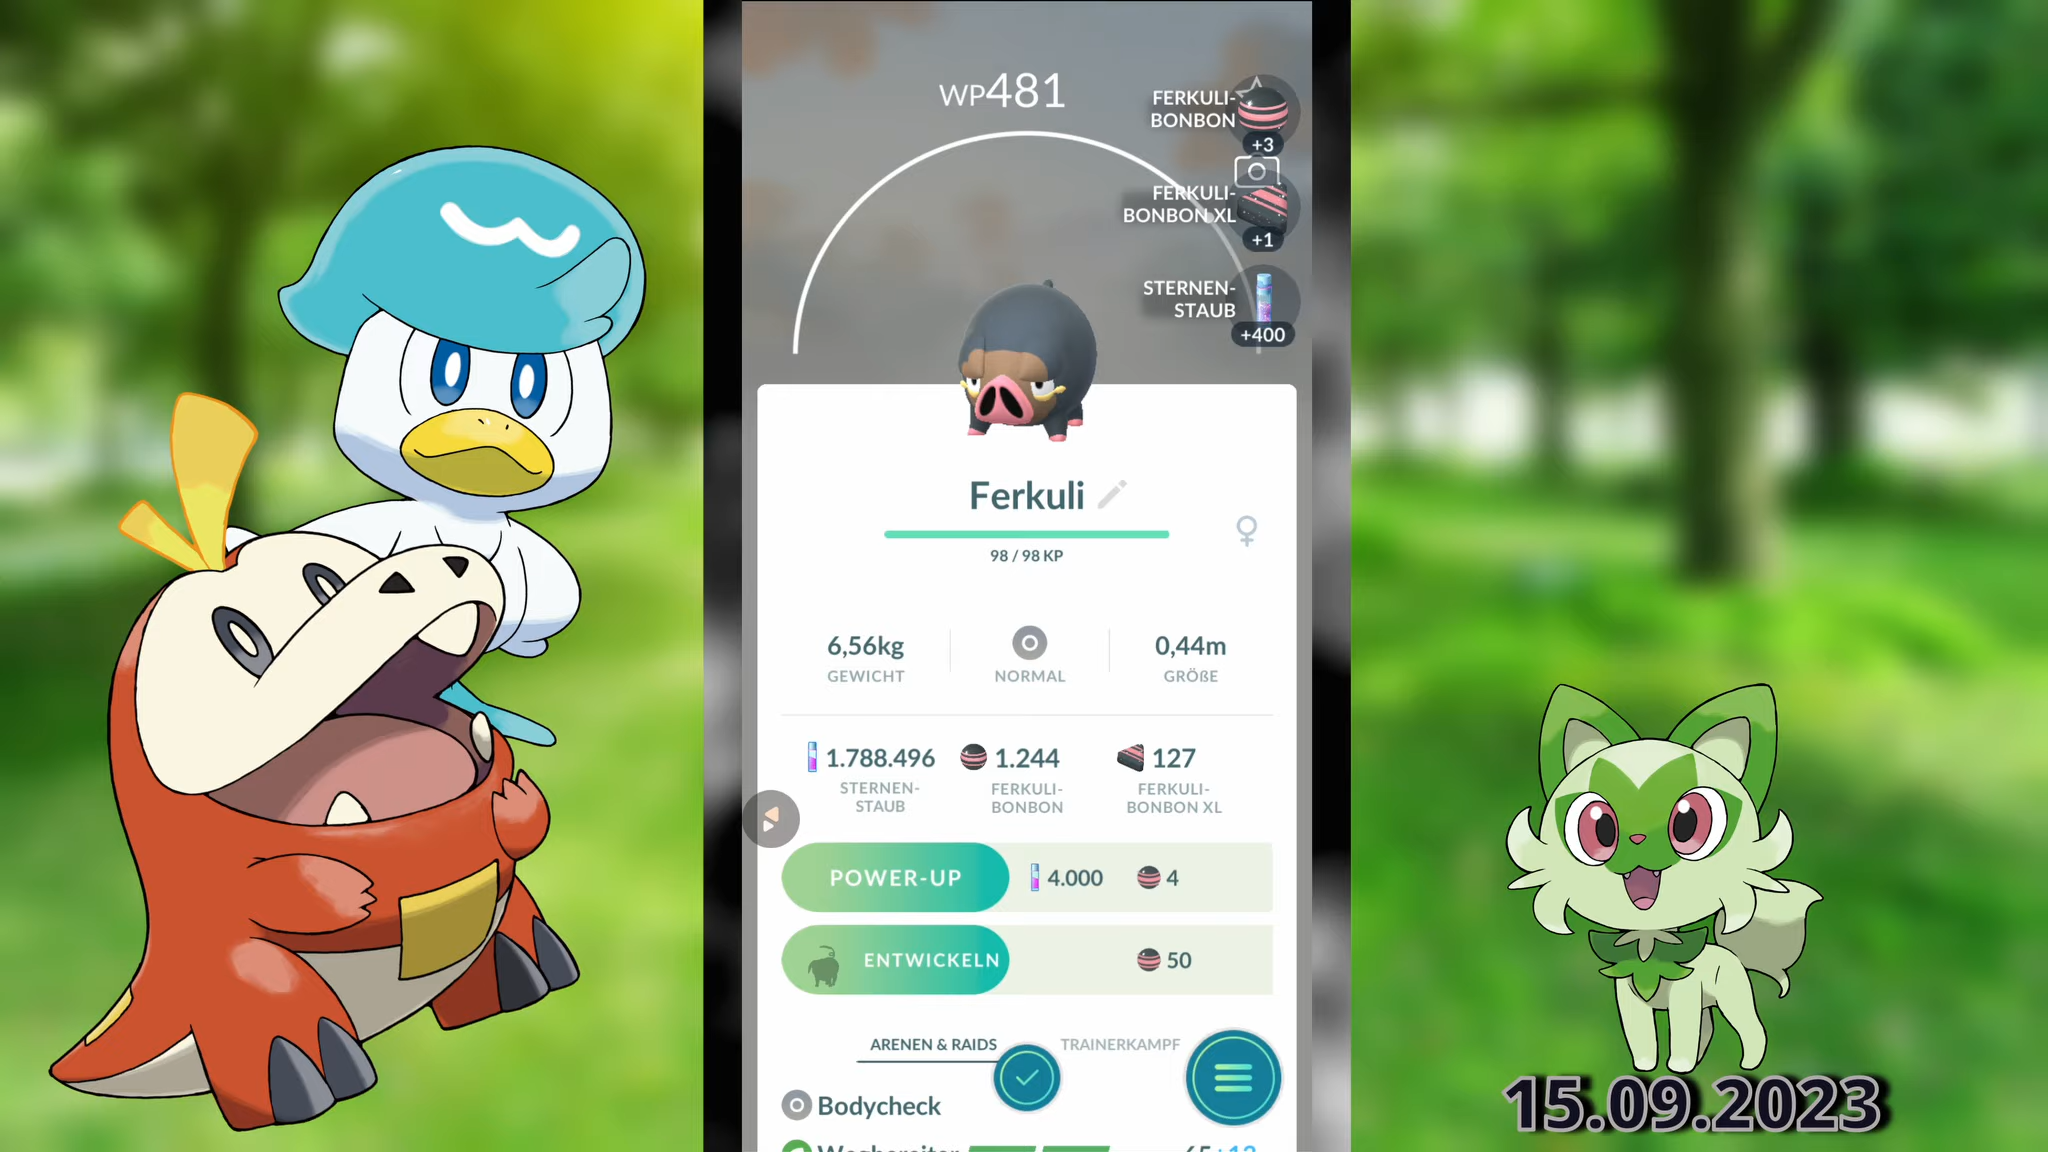 WP481
FERKULI-
BONBON
+3
FERKULI-
BONBON XL
+1
STERNEN-
STAUB
+400
Ferkuli
98 / 98 KP
6,56kg
GEWICHT
NORMAL
0,44m
GRÖßE
1.788.496
STERNEN-
STAUB
1.244
FERKULI-
BONBON
127
FERKULI-
BONBON XL
POWER-UP
4.000
4
ENTWICKELN
50
ARENEN & RAIDS
TRAINERKAMPF
Bodycheck
15.09.2023